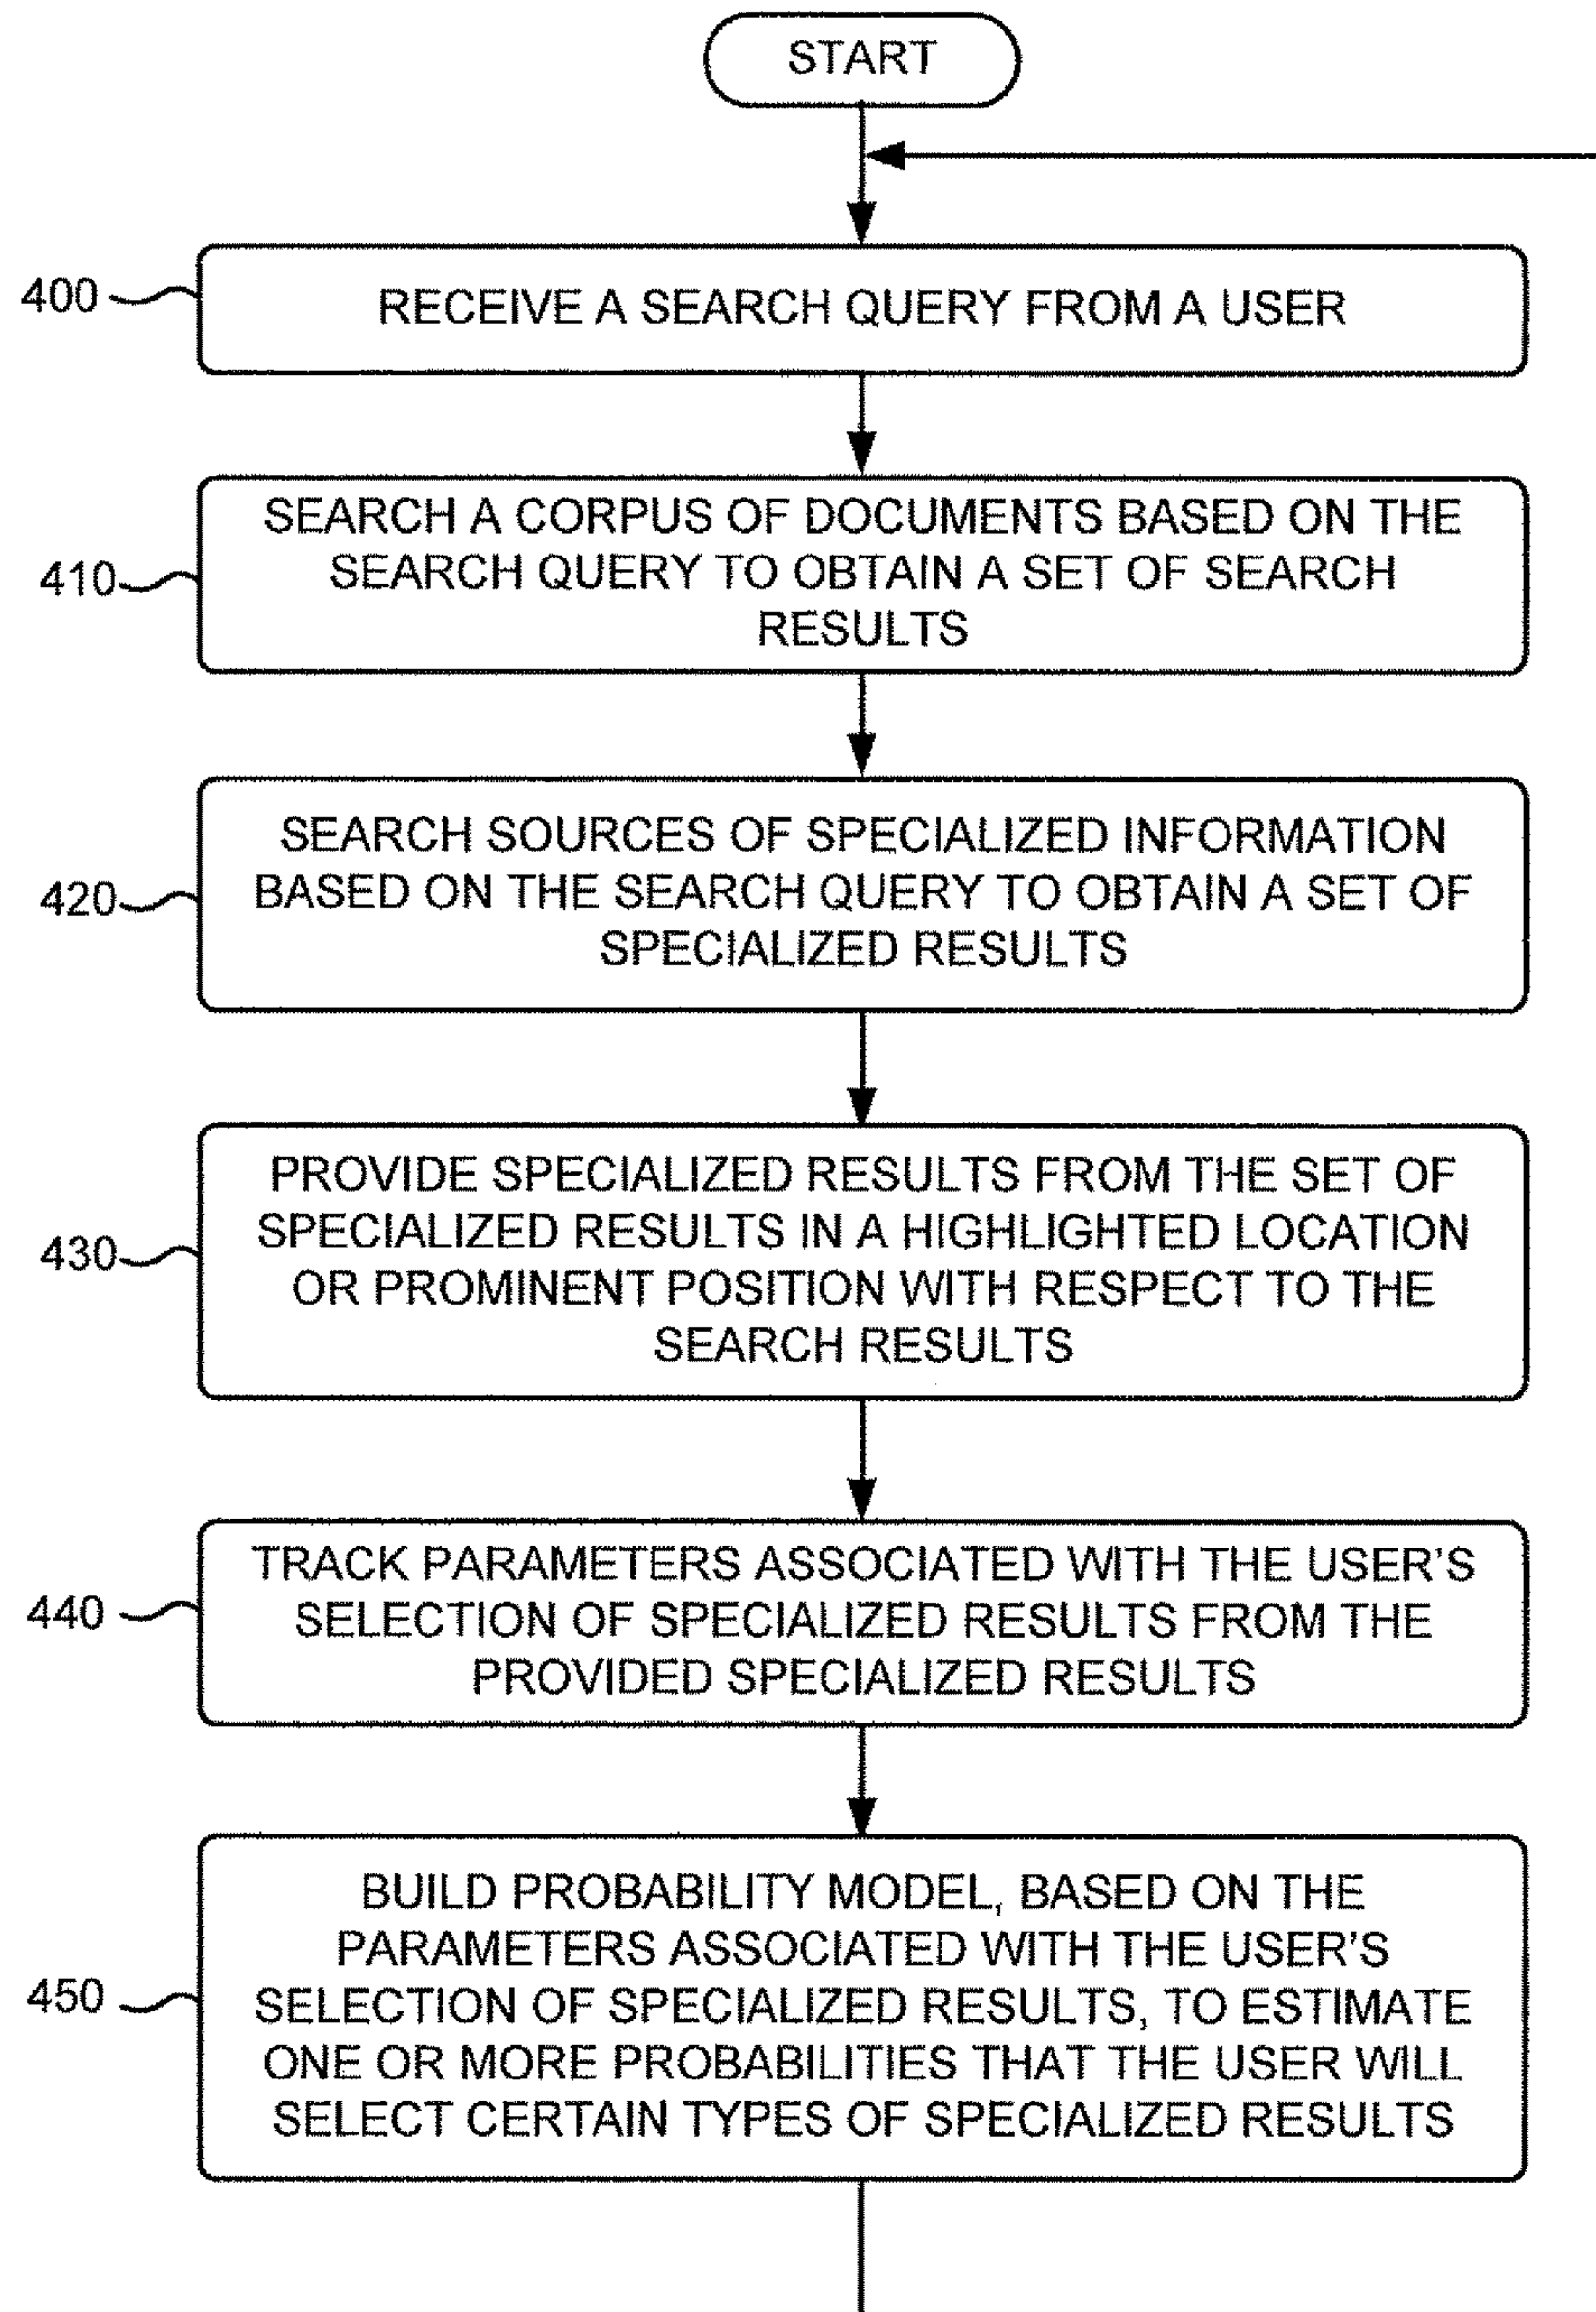 START
400
RECEIVE A SEARCH QUERY FROM A USER
410
SEARCH A CORPUS OF DOCUMENTS BASED ON THE
SEARCH QUERY TO OBTAIN A SET OF SEARCH
RESULTS
420
SEARCH SOURCES OF SPECIALIZED INFORMATION
BASED ON THE SEARCH QUERY TO OBTAIN A SET OF
SPECIALIZED RESULTS
430
PROVIDE SPECIALIZED RESULTS FROM THE SET OF
SPECIALIZED RESULTS IN A HIGHLIGHTED LOCATION
OR PROMINENT POSITION WITH RESPECT TO THE
SEARCH RESULTS
440
TRACK PARAMETERS ASSOCIATED WITH THE USER'S
SELECTION OF SPECIALIZED RESULTS FROM THE
PROVIDED SPECIALIZED RESULTS
450
BUILD PROBABILITY MODEL, BASED ON THE
PARAMETERS ASSOCIATED WITH THE USER'S
SELECTION OF SPECIALIZED RESULTS, TO ESTIMATE
ONE OR MORE PROBABILITIES THAT THE USER WILL
SELECT CERTAIN TYPES OF SPECIALIZED RESULTS